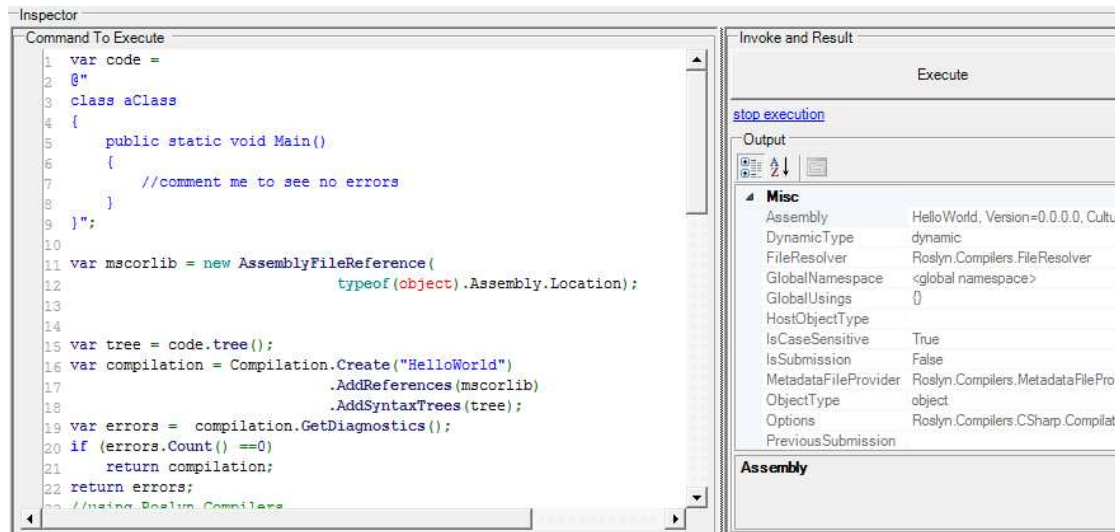 Inspector
Command To Execute
1 var code =
2 @"
3 class aClass
4 {
5 public static void Main()
6 {
7 //comment me to see no errors
8 }
9 }";
10
11 var mscorlib = new AssemblyFileReference(
12 typeof(object).Assembly.Location);
13
14
15 var tree = code.tree();
16 var compilation = Compilation.Create("HelloWorld")
17 .AddReferences(mscorlib)
18 .AddSyntaxTrees(tree);
19 var errors = compilation.GetDiagnostics();
20 if (errors.Count() ==0)
21 return compilation;
22 return errors;
//using Roslyn.Compilers
Invoke and Result
Execute
stop execution
Output
Misc
Assembly HelloWorld, Version=0.0.0.0, Cultu
DynamicType dynamic
FileResolver Roslyn.Compilers.FileResolver
GlobalNamespace <global namespace>
GlobalUsings {}
HostObjectType
IsCaseSensitive True
IsSubmission False
MetadataFileProvider Roslyn.Compilers.MetadataFilePro
ObjectType object
Options Roslyn.Compilers.CSharp.Compilat
PreviousSubmission
Assembly